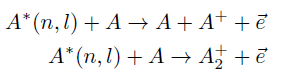 A*(n, l) + A → A + A⁺ + e⃗
A*(n, l) + A → A₂⁺ + e⃗